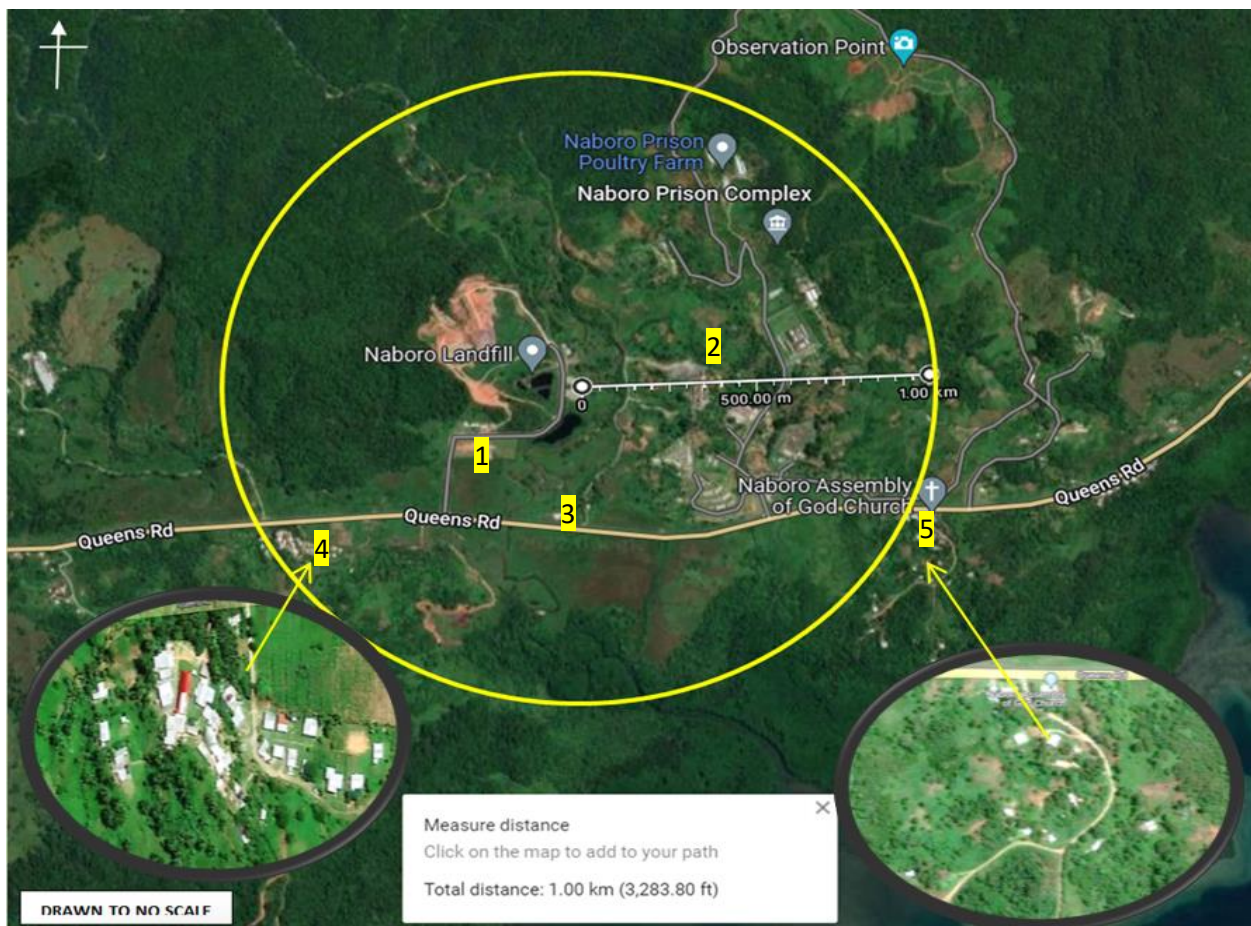 Observation Point
Naboro Prison
Poultry Farm
Naboro Prison Complex
2
Naboro Landfill
0
500.00 m
1.00 km
1
Naboro Assembly
of God Church
Queens Rd
Queens Rd
Queens Rd
3
4
5
of God Church
Measure distance
Click on the map to add to your path
Total distance: 1.00 km (3,283.80 ft)
DRAWN TO NO SCALE